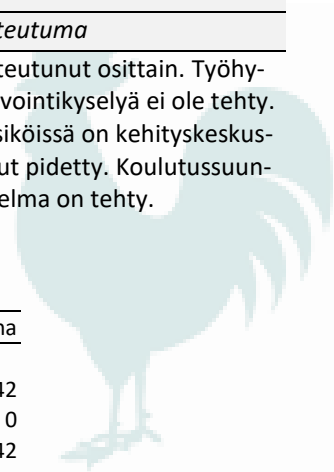 teutuma
teutunut osittain. Työhy-
vointikyselyä ei ole tehty.
siköissä on kehityskeskus-
ut pidetty. Koulutussuun-
elma on tehty.
na
42
0
42